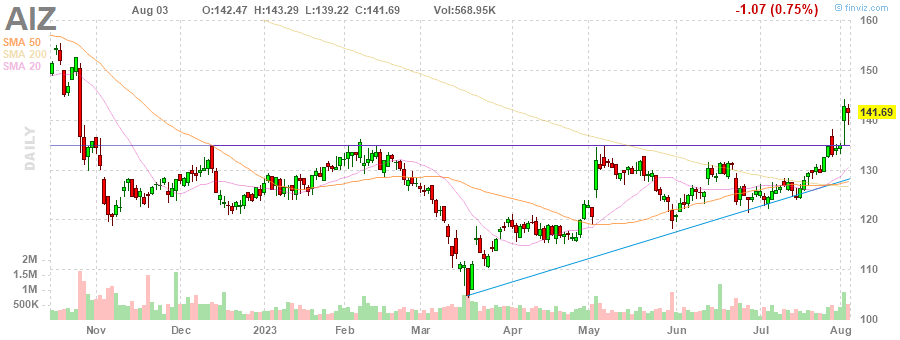 AIZ
Aug 03 O:142.47 H:143.29 L:139.22 C:141.69 Vol:568.95K -1.07 (0.75%) finviz.com
SMA 50
SMA 200
SMA 20
DAILY
160
150
141.69
140
130
120
110
100
2M
1.5M
1M
500K
Nov Dec 2023 Feb Mar Apr May Jun Jul Aug